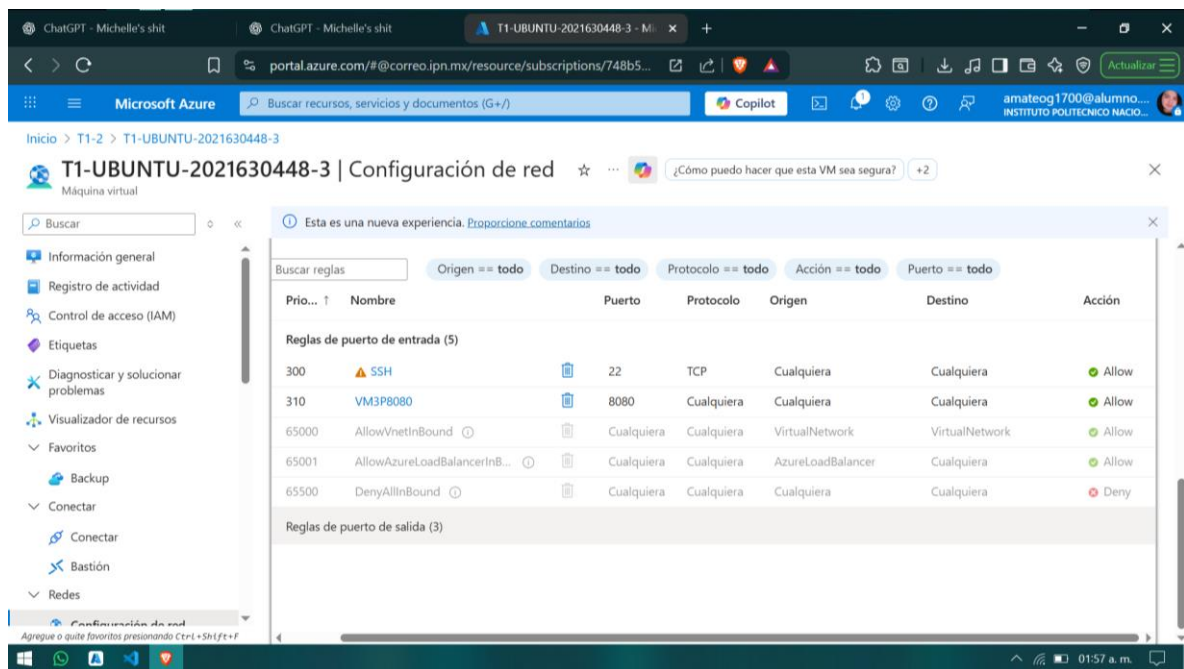 ChatGPT - Michelle's shit
ChatGPT - Michelle's shit
T1-UBUNTU-2021630448-3 - Mi
portal.azure.com/#@correo.ipn.mx/resource/subscriptions/748b5...
Actualizar
Microsoft Azure
Buscar recursos, servicios y documentos (G+/)
Copilot
1
amateog1700@alumno....
INSTITUTO POLITECNICO NACIO...
Inicio > T1-2 > T1-UBUNTU-2021630448-3
T1-UBUNTU-2021630448-3 | Configuración de red
¿Cómo puedo hacer que esta VM sea segura?
+2
Máquina virtual
Buscar
Información general
Registro de actividad
Control de acceso (IAM)
Etiquetas
Diagnosticar y solucionar
problemas
Visualizador de recursos
Favoritos
Backup
Conectar
Conectar
Bastión
Redes
Configuración de red
Agregue o quite favoritos presionando Ctrl+Shift+F
Esta es una nueva experiencia. Proporcione comentarios
Buscar reglas Origen == todo Destino == todo Protocolo == todo Acción == todo Puerto == todo
Prio... ↑ Nombre Puerto Protocolo Origen Destino Acción
Reglas de puerto de entrada (5)
300 SSH 22 TCP Cualquiera Cualquiera Allow
310 VM3P8080 8080 Cualquiera Cualquiera Cualquiera Allow
65000 AllowVnetInBound Cualquiera Cualquiera VirtualNetwork VirtualNetwork Allow
65001 AllowAzureLoadBalancerInB... Cualquiera Cualquiera AzureLoadBalancer Cualquiera Allow
65500 DenyAllInBound Cualquiera Cualquiera Cualquiera Cualquiera Deny
Reglas de puerto de salida (3)
01:57 a. m.